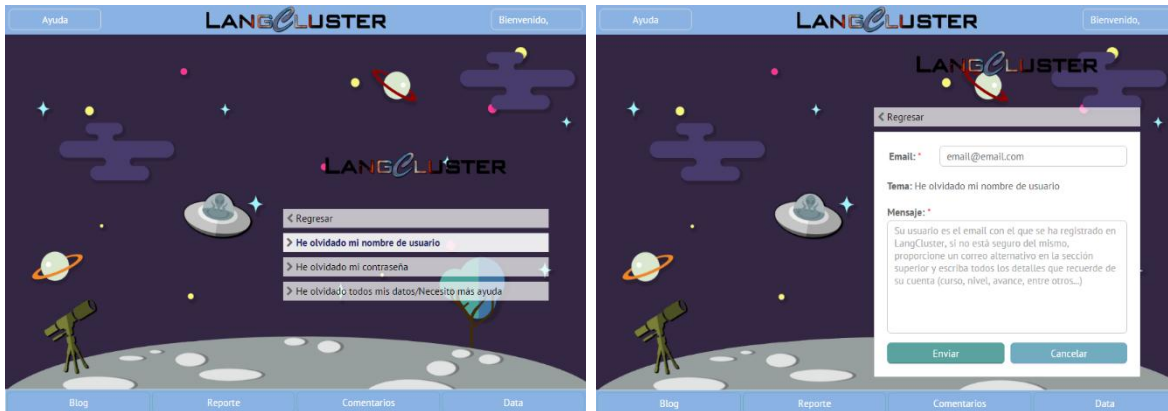 Ayuda
LANGCLUSTER
Bienvenido,
LANGCLUSTER
Regresar
He olvidado mi nombre de usuario
He olvidado mi contraseña
He olvidado todos mis datos/Necesito más ayuda
Blog
Reporte
Comentarios
Data
Ayuda
LANGCLUSTER
Bienvenido,
LANGCLUSTER
Regresar
Email: * email@email.com
Tema: He olvidado mi nombre de usuario
Mensaje: *
Su usuario es el email con el que se ha registrado en
LangCluster, si no está seguro del mismo,
proporcione un correo alternativo en la sección
superior y escriba todos los detalles que recuerde de
su cuenta (curso, nivel, avance, entre otros...)
Enviar
Cancelar
Blog
Reporte
Comentarios
Data